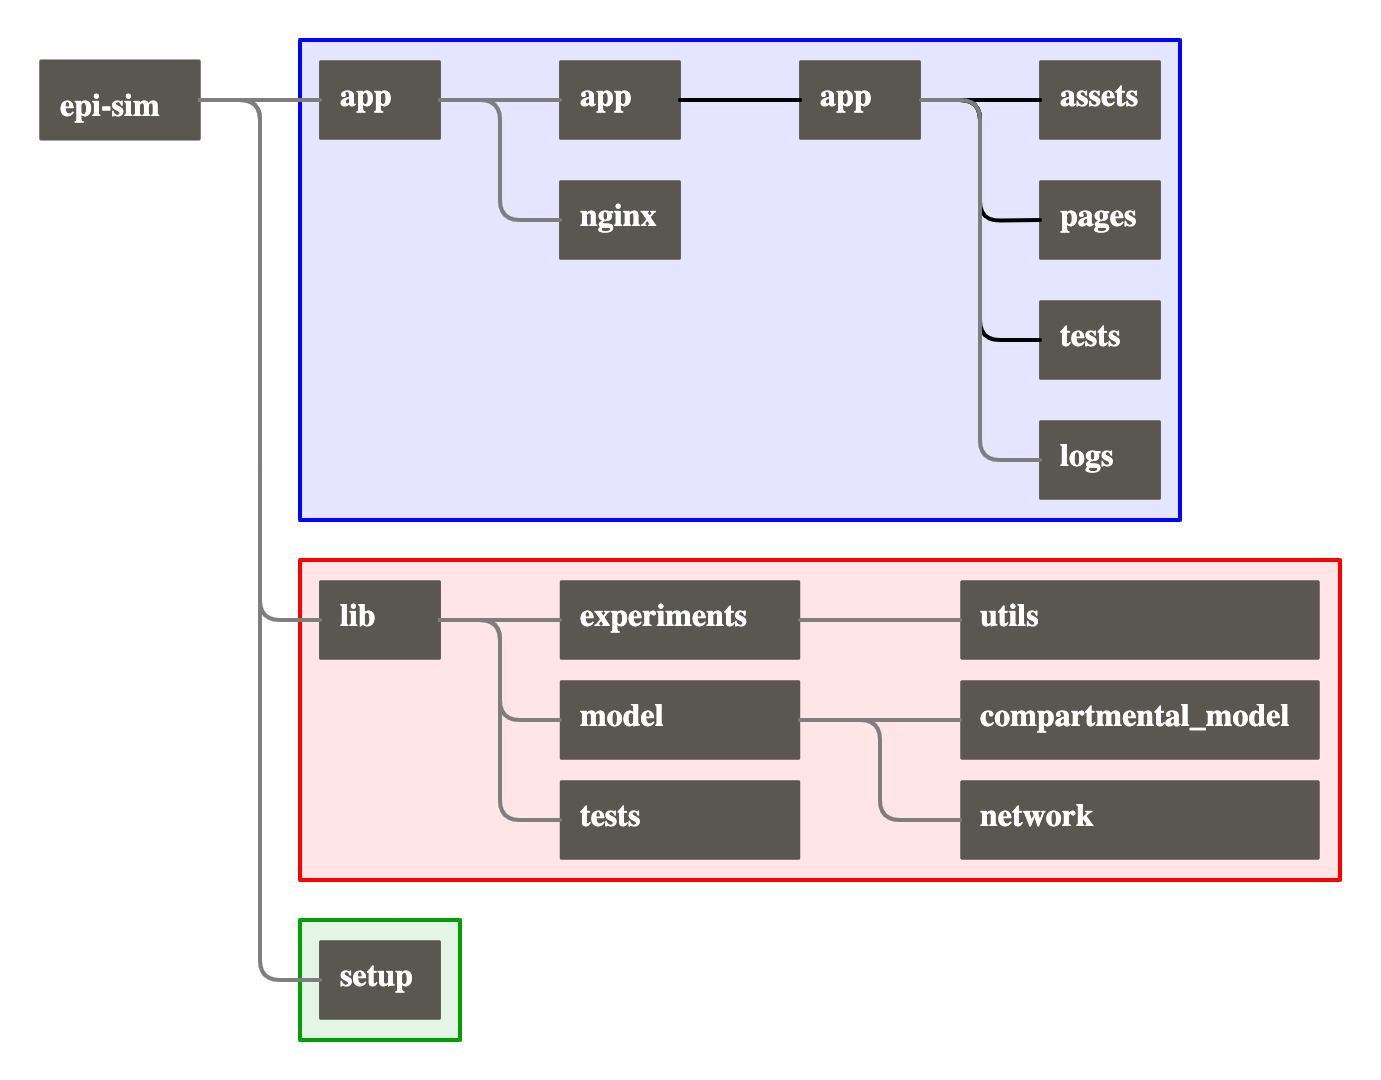 epi-sim
app
app
app
assets
nginx
pages
tests
logs
lib
experiments
utils
model
compartmental_model
tests
network
setup